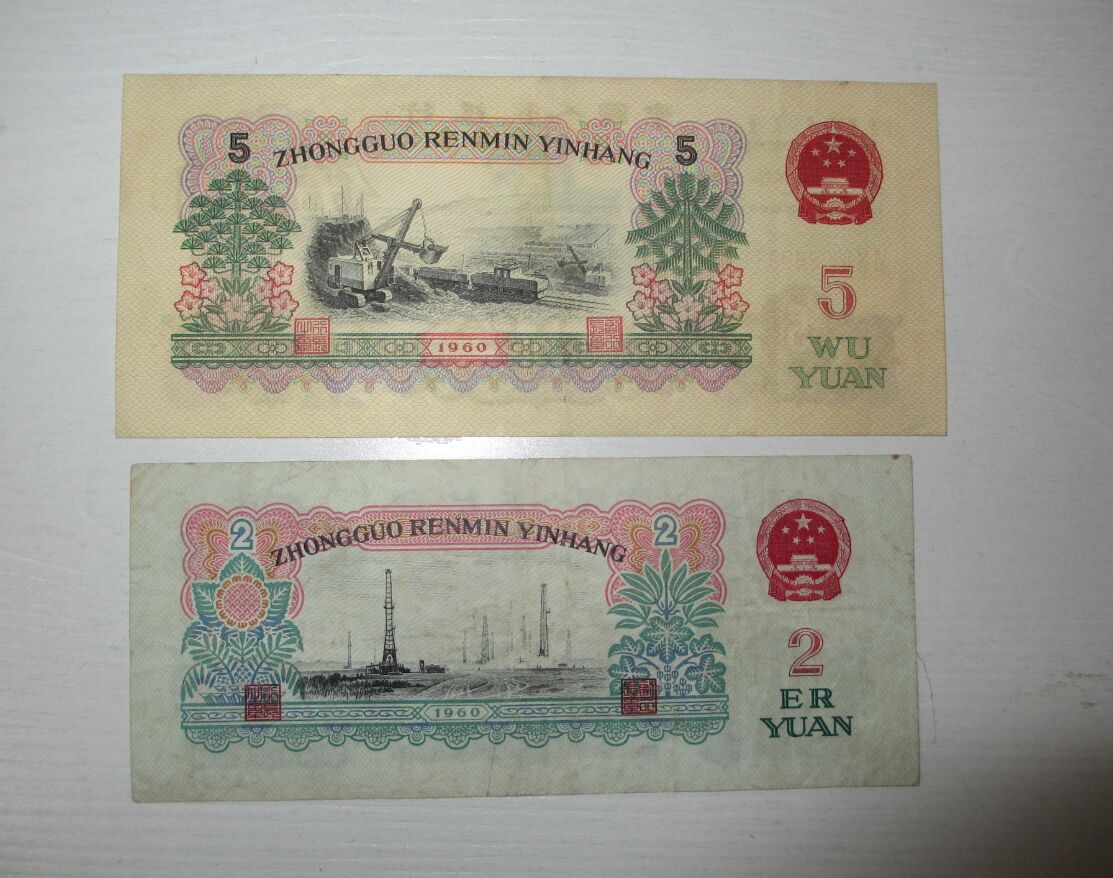 5 ZHONGGUO RENMIN YINHANG 5
5
WU
YUAN
1960
2 ZHONGGUO RENMIN YINHANG 2
2
ER
YUAN
1960